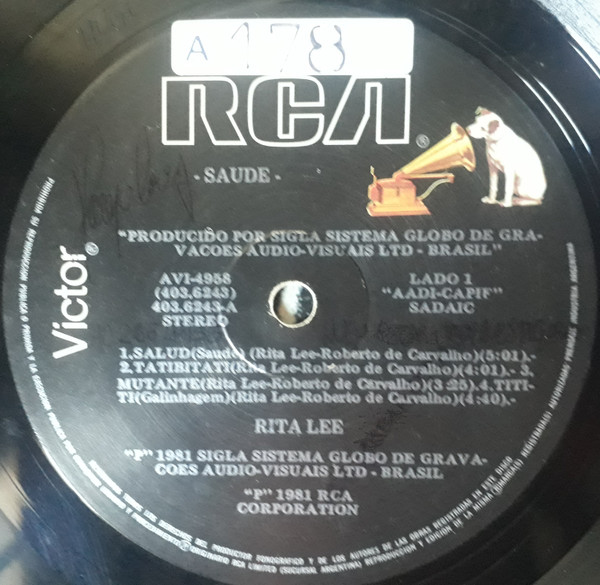 A 178
RCA®
- SAUDE -
Victor®
"PRODUCIDO POR SIGLA SISTEMA GLOBO DE GRA-
VACOES AUDIO-VISUAIS LTD - BRASIL"
AVI-4958
(403.6243)
403.6243-A
STEREO
LADO 1
"AADI-CAPIF"
SADAIC
1.SALUD(Saude) (Rita Lee-Roberto de Carvalho)(5:01).-
2.TATIBITATI(Rita Lee-Roberto de Carvalho)(4:01).- 3.
MUTANTE(Rita Lee-Roberto de Carvalho)(3:25).4.TITI-
TI(Galinhagem)(Rita Lee-Roberto de Carvalho)(4:40).-
RITA LEE
"P" 1981 SIGLA SISTEMA GLOBO DE GRAVA-
COES AUDIO-VISUAIS LTD - BRASIL
"P" 1981 RCA
CORPORATION